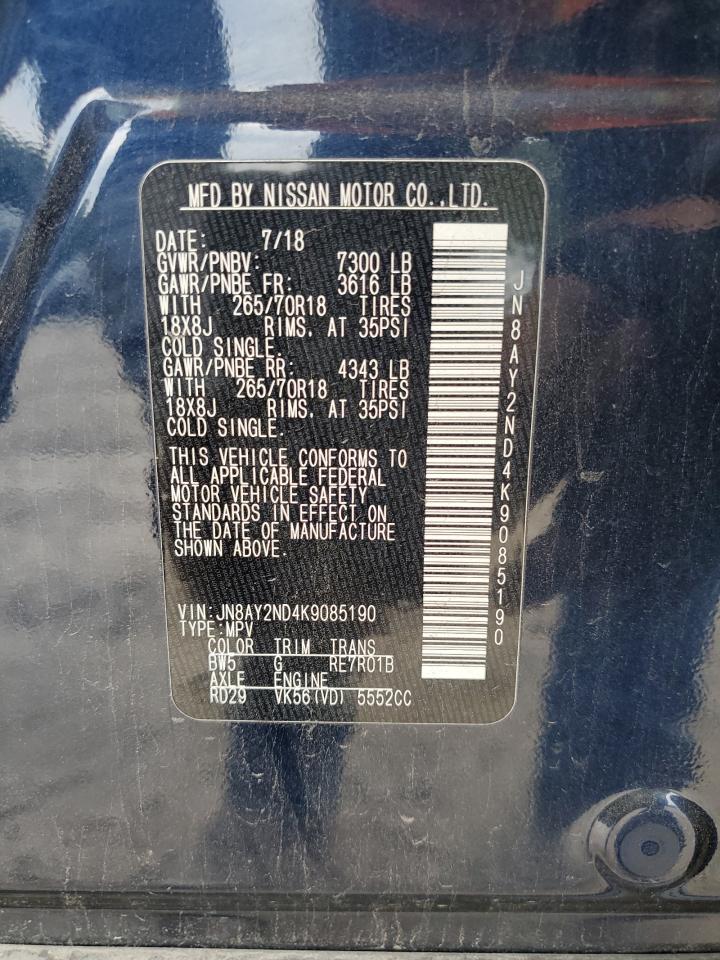 MFD BY NISSAN MOTOR CO.,LTD.
DATE: 7/18
GVWR/PNBV: 7300 LB
GAWR/PNBE FR: 3616 LB
WITH 265/70R18 TIRES
18X8J RIMS, AT 35PSI
COLD SINGLE.
GAWR/PNBE RR: 4343 LB
WITH 265/70R18 TIRES
18X8J RIMS, AT 35PSI
COLD SINGLE.
THIS VEHICLE CONFORMS TO
ALL APPLICABLE FEDERAL
MOTOR VEHICLE SAFETY
STANDARDS IN EFFECT ON
THE DATE OF MANUFACTURE
SHOWN ABOVE.
VIN:JN8AY2ND4K9085190
TYPE:MPV
COLOR TRIM TRANS
BW5 G RE7R01B
AXLE ENGINE
RD29 VK56(VD) 5552CC
JN8AY2ND4K9085190